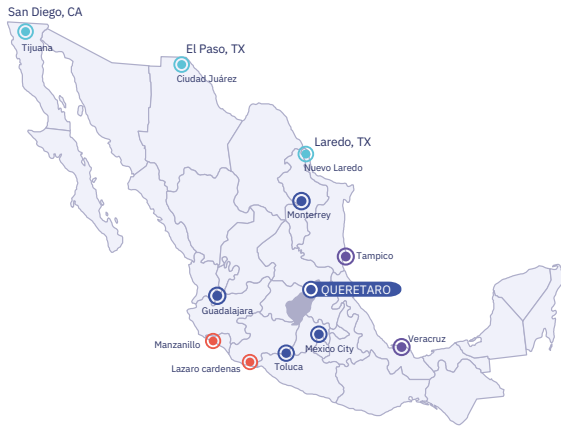 San Diego, CA
Tijuana
El Paso, TX
Ciudad Juárez
Laredo, TX
Nuevo Laredo
Monterrey
Tampico
QUERETARO
Guadalajara
Manzanillo
México City
Veracruz
Lazaro cardenas
Toluca